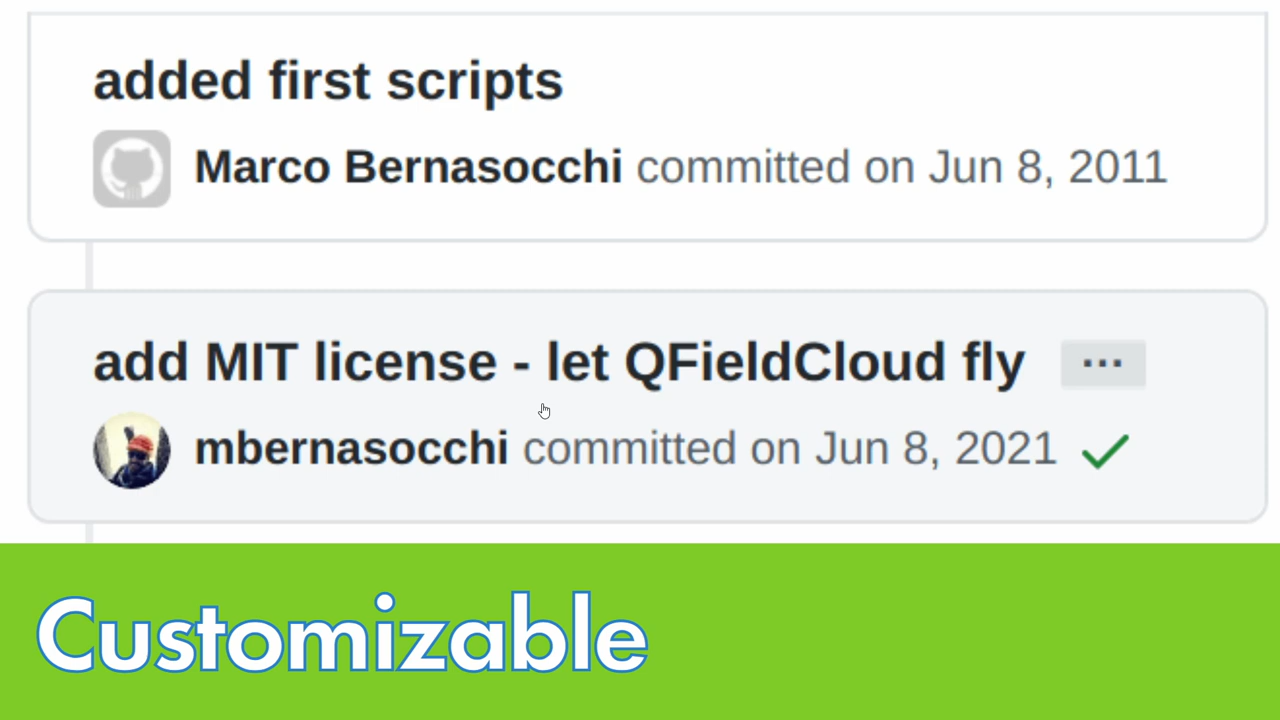 added first scripts
Marco Bernasocchi committed on Jun 8, 2011
add MIT license - let QFieldCloud fly ...
mbernasocchi committed on Jun 8, 2021
Customizable